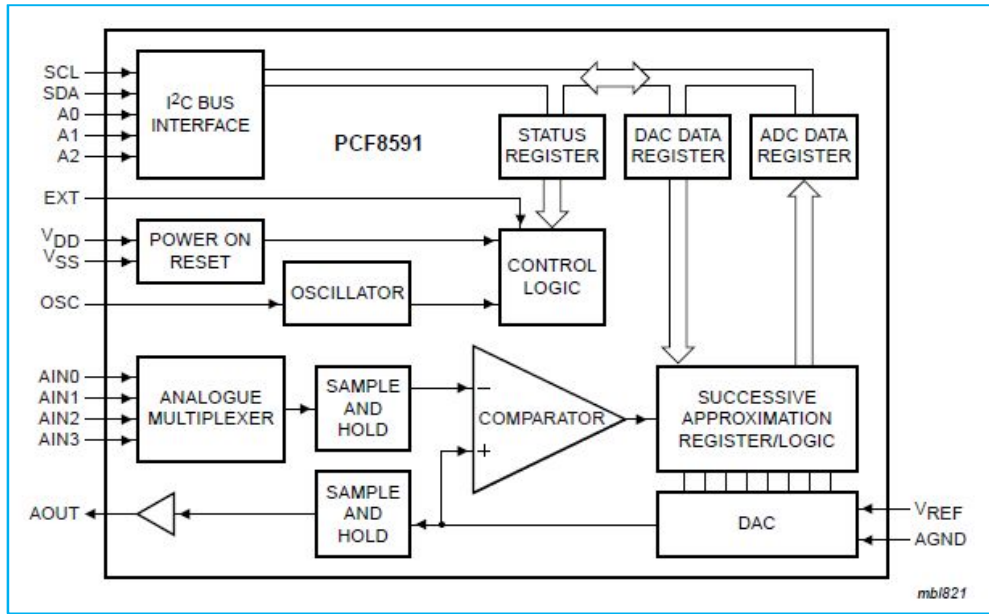 SCL
SDA
A0
A1
A2
I²C BUS
INTERFACE
PCF8591
STATUS
REGISTER
DAC DATA
REGISTER
ADC DATA
REGISTER
EXT
VDD
VSS
POWER ON
RESET
OSC
OSCILLATOR
CONTROL
LOGIC
AIN0
AIN1
AIN2
AIN3
ANALOGUE
MULTIPLEXER
SAMPLE
AND
HOLD
−
COMPARATOR
+
SUCCESSIVE
APPROXIMATION
REGISTER/LOGIC
AOUT
SAMPLE
AND
HOLD
DAC
VREF
AGND
mbl821